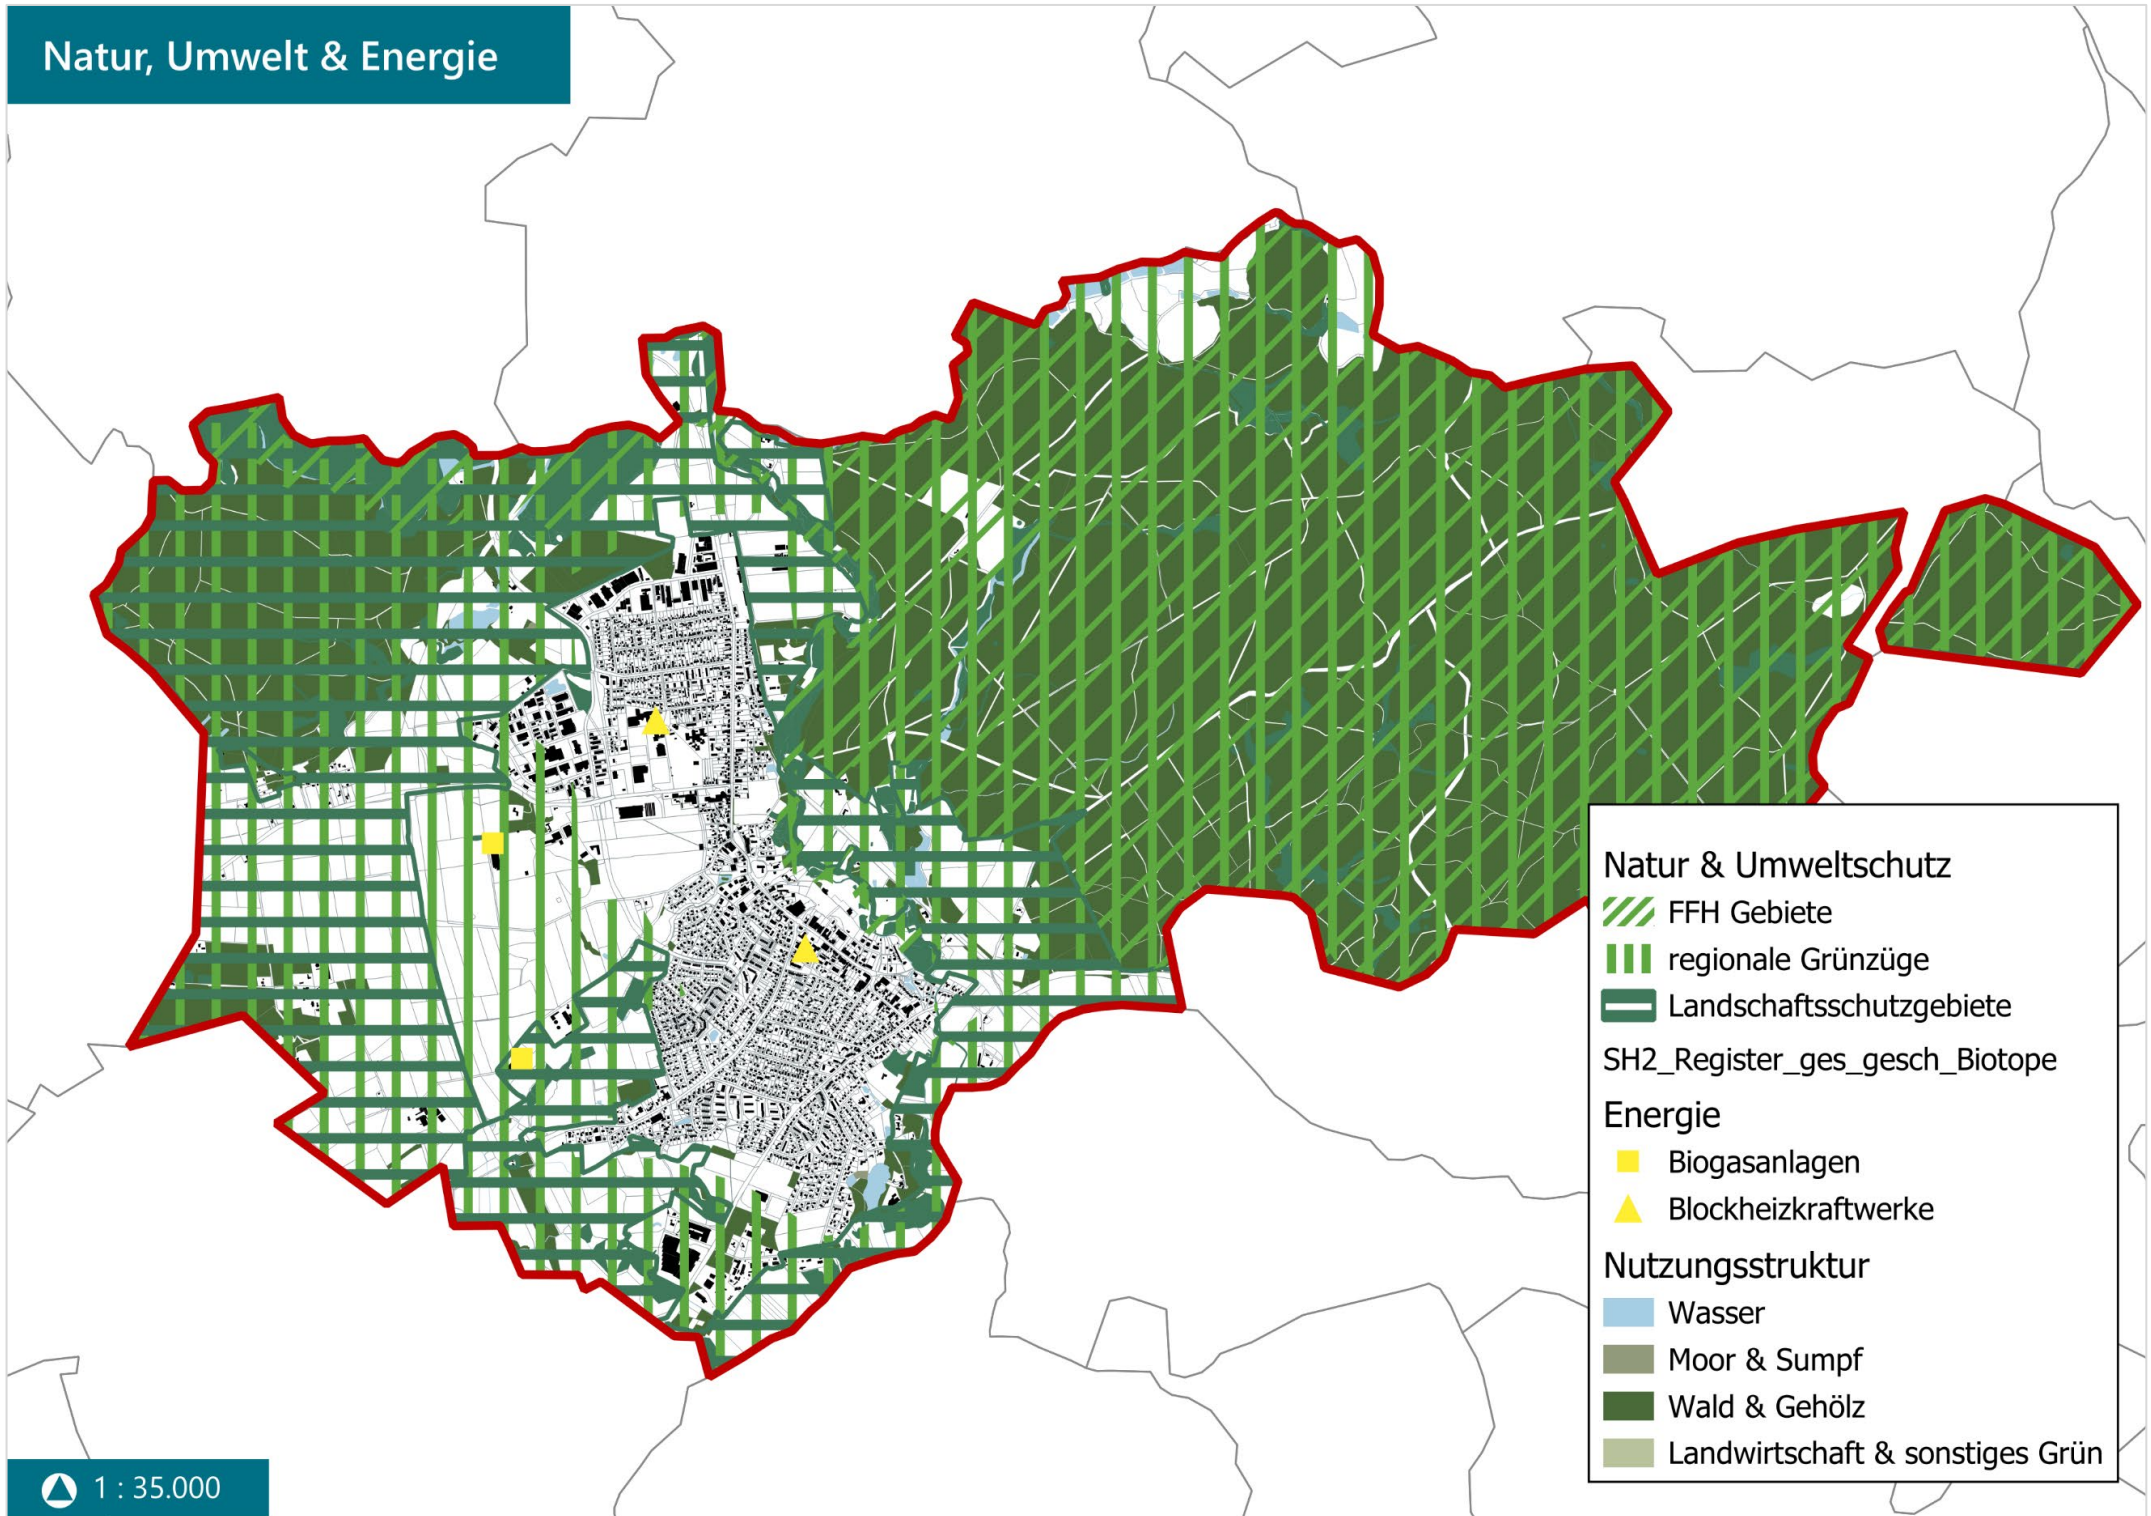 Natur, Umwelt & Energie
Natur & Umweltschutz
FFH Gebiete
regionale Grünzüge
Landschaftsschutzgebiete
SH2_Register_ges_gesch_Biotope
Energie
Biogasanlagen
Blockheizkraftwerke
Nutzungsstruktur
Wasser
Moor & Sumpf
Wald & Gehölz
Landwirtschaft & sonstiges Grün
1 : 35.000